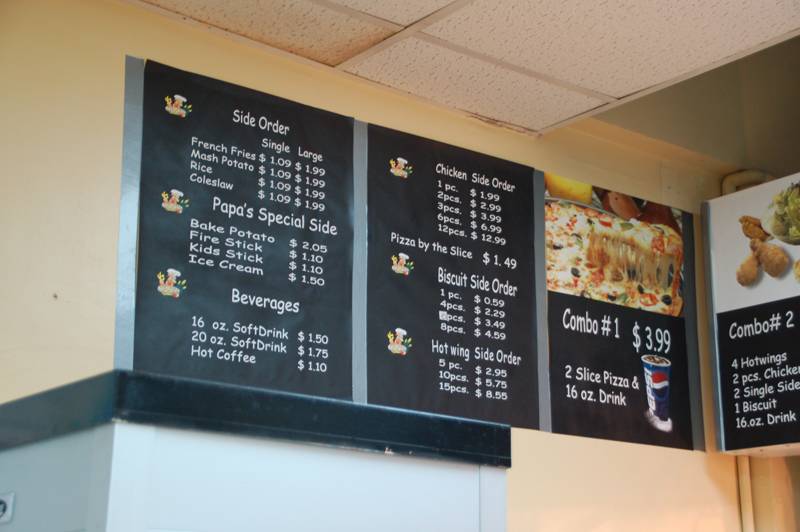 Side Order
Single Large
French Fries $ 1.09 $ 1.99
Mash Potato $ 1.09 $ 1.99
Rice $ 1.09 $ 1.99
Coleslaw $ 1.09 $ 1.99
Papa's Special Side
Bake Potato $ 2.05
Fire Stick $ 1.10
Kids Stick $ 1.10
Ice Cream $ 1.50
Beverages
16 oz. SoftDrink $ 1.50
20 oz. SoftDrink $ 1.75
Hot Coffee $ 1.10
Chicken Side Order
1 pc. $ 1.99
2pcs. $ 2.99
3pcs. $ 3.99
6pcs. $ 6.99
12pcs. $ 12.99
Pizza by the Slice $ 1.49
Biscuit Side Order
1 pc. $ 0.59
4pcs. $ 2.29
pcs. $ 3.49
8pcs. $ 4.59
Hot wing Side Order
5 pc. $ 2.95
10pcs. $ 5.75
15pcs. $ 8.55
Combo # 1 $ 3.99
2 Slice Pizza &
16 oz. Drink
Combo# 2
4 Hotwings
2 pcs. Chicken
2 Single Side
1 Biscuit
16.oz. Drink